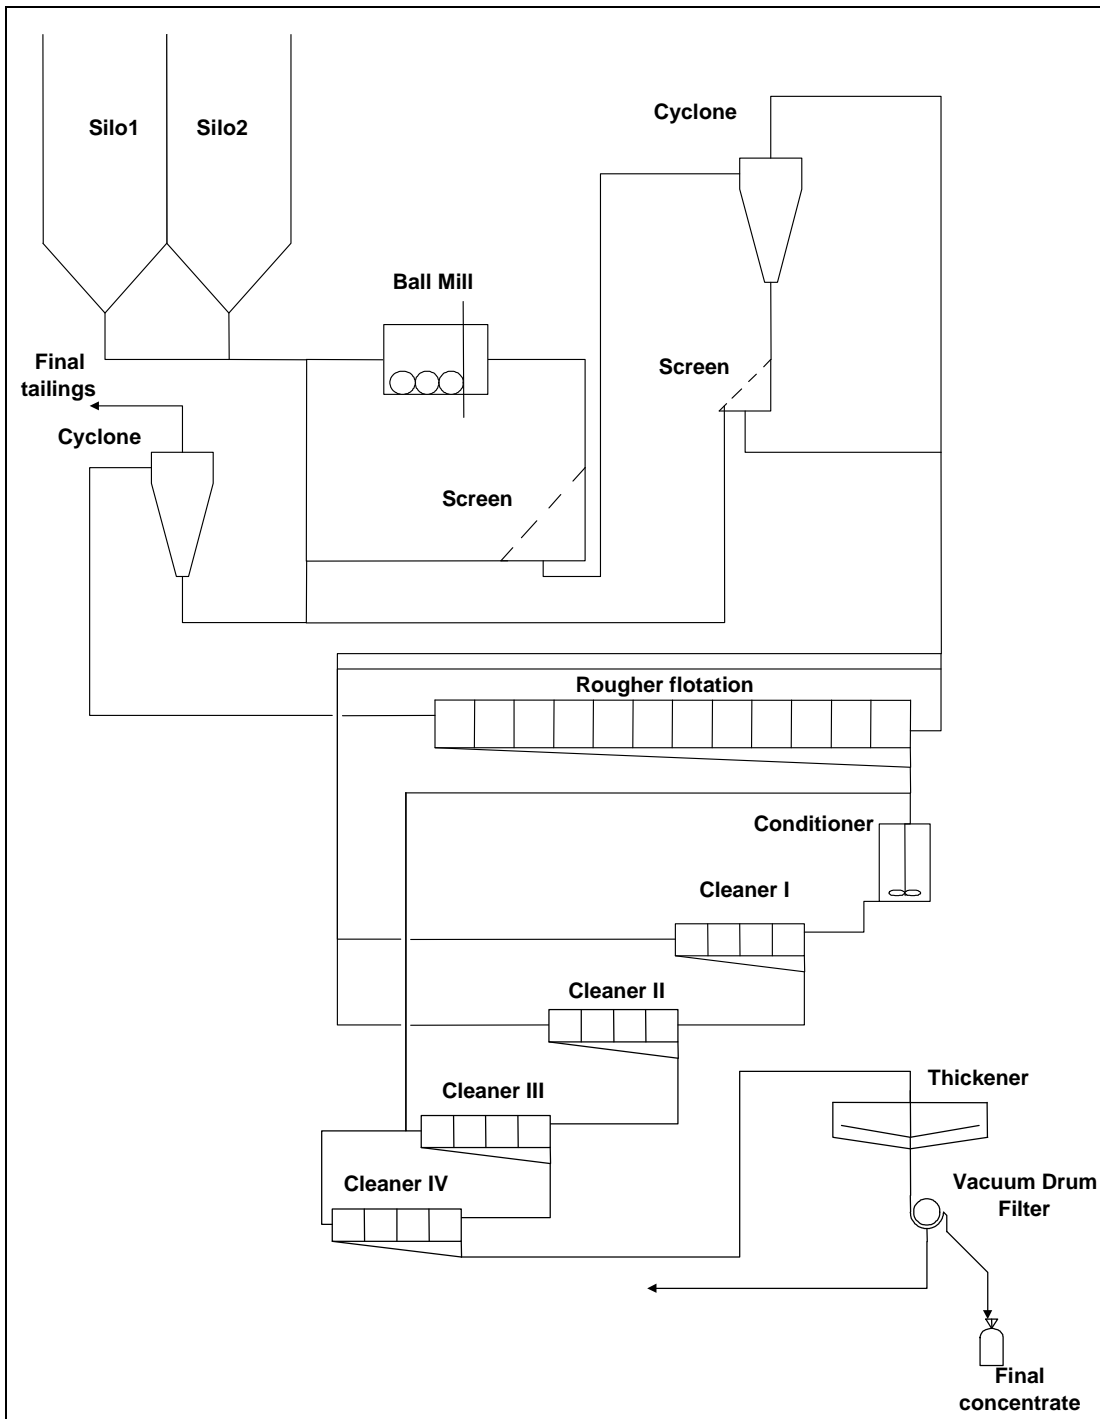 Silo1
Silo2
Cyclone
Ball Mill
Final
tailings
Screen
Cyclone
Screen
Rougher flotation
Conditioner
Cleaner I
Cleaner II
Thickener
Cleaner III
Cleaner IV
Vacuum Drum
Filter
Final
concentrate